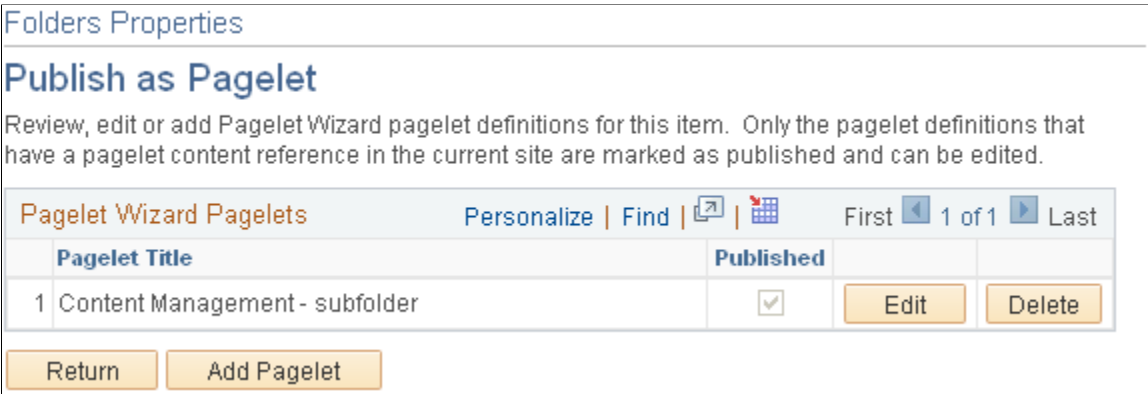 Folders Properties
Publish as Pagelet
Review, edit or add Pagelet Wizard pagelet definitions for this item.  Only the pagelet definitions that
have a pagelet content reference in the current site are marked as published and can be edited.
Pagelet Wizard Pagelets Personalize | Find | | First 1 of 1 Last
Pagelet Title Published
1 Content Management - subfolder Edit Delete
Return Add Pagelet